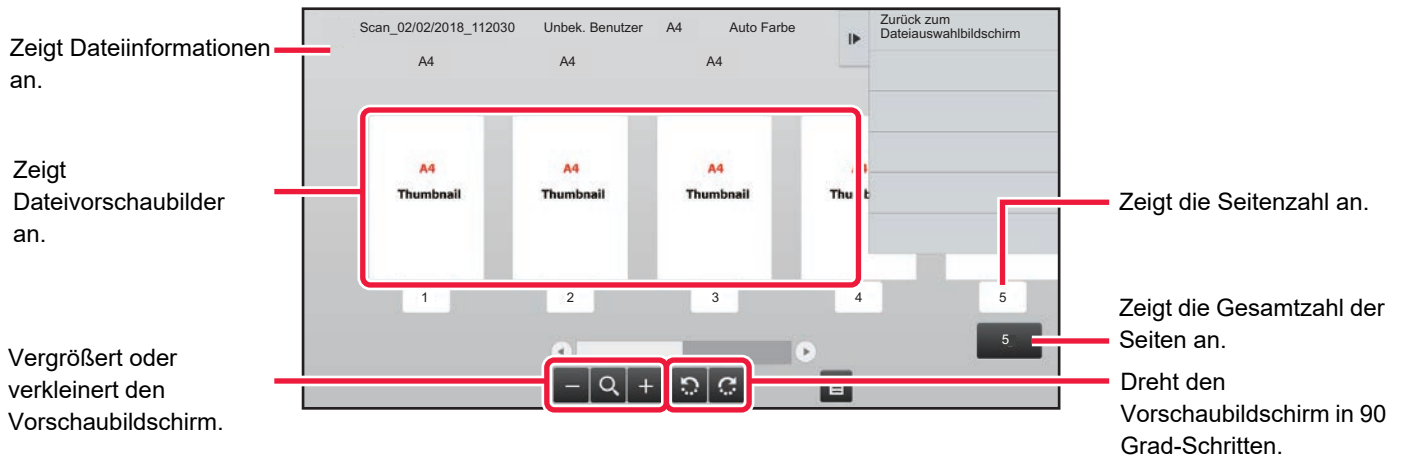 Zeigt Dateiinformationen
an.
Zeigt
Dateivorschaubilder
an.
Vergrößert oder
verkleinert den
Vorschaubildschirm.
Scan_02/02/2018_112030 Unbek. Benutzer A4 Auto Farbe
A4 A4 A4
Zurück zum
Dateiauswahlbildschirm
A4 A4 A4
Thumbnail Thumbnail Thumbnail
1 2 3 4 5
5
Zeigt die Seitenzahl an.
Zeigt die Gesamtzahl der
Seiten an.
Dreht den
Vorschaubildschirm in 90
Grad-Schritten.